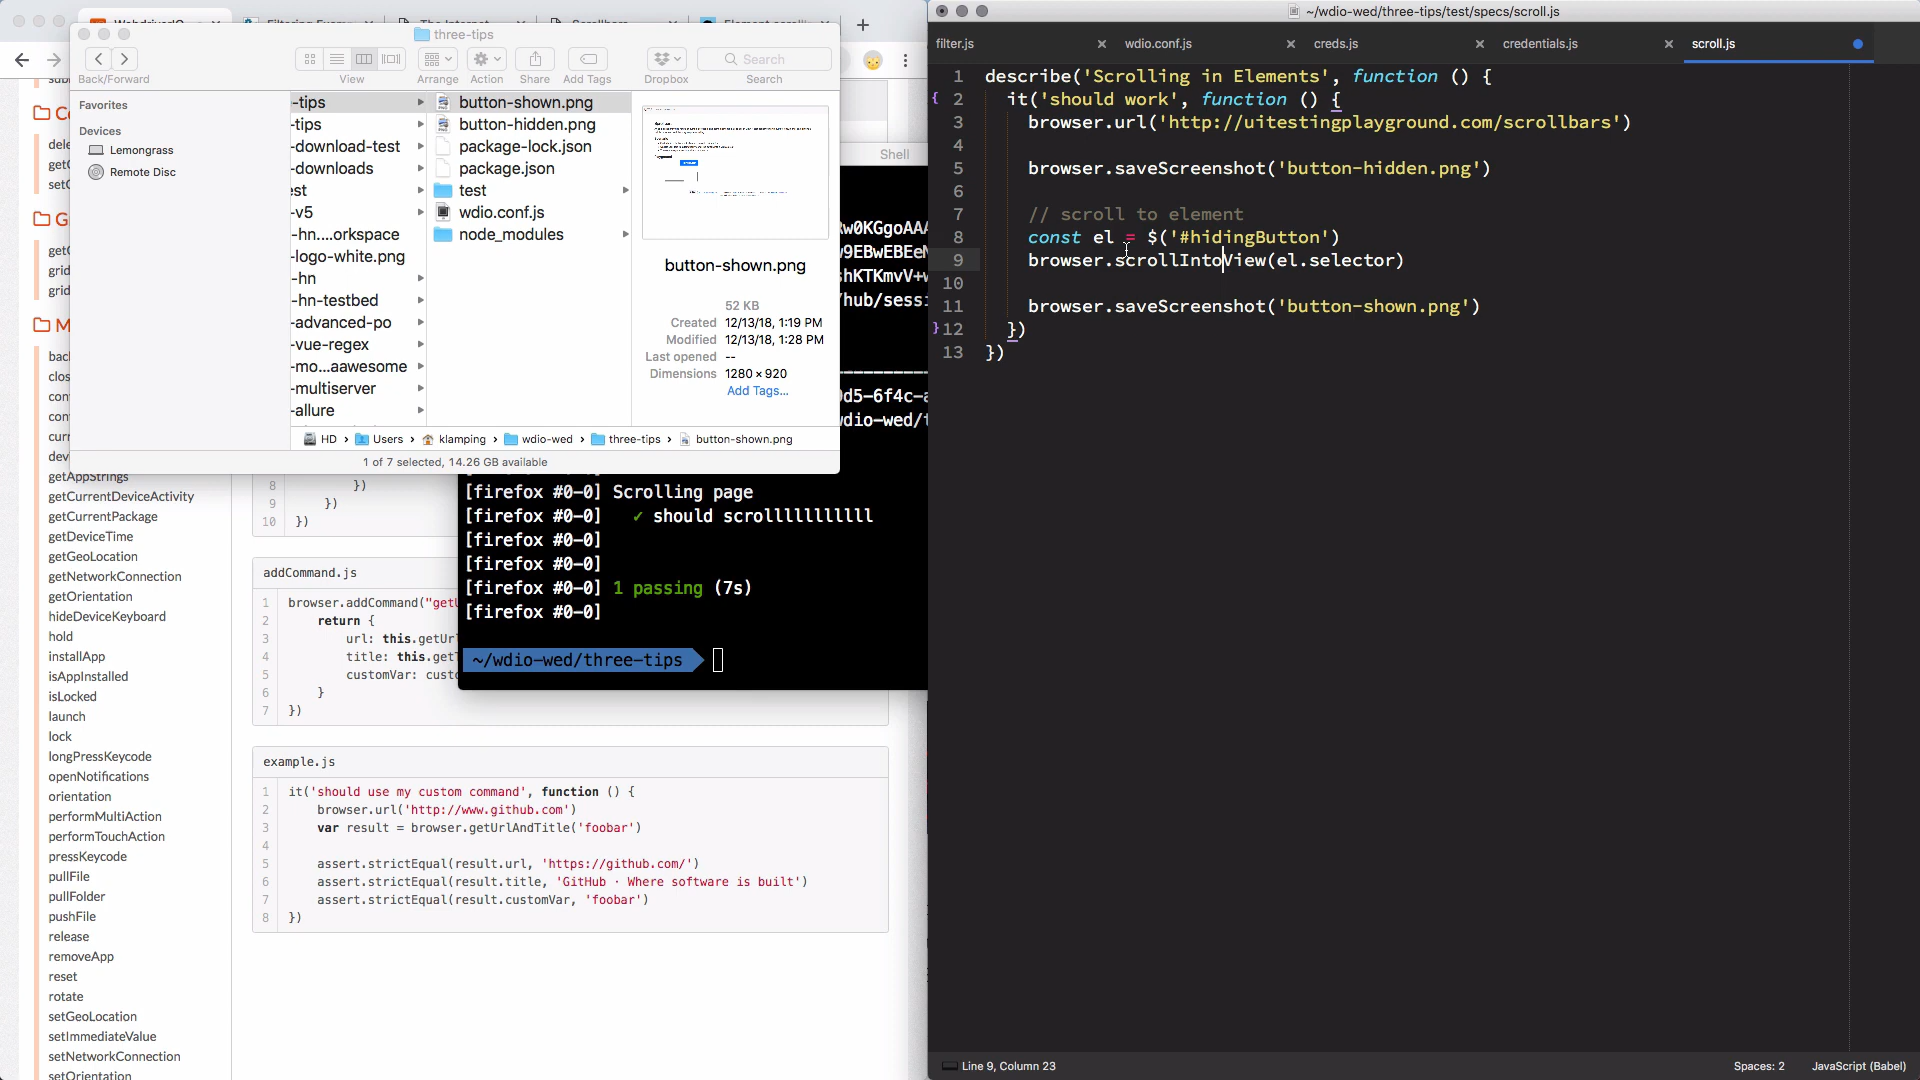 three-tips
Back/Forward
View
Arrange
Action
Share
Add Tags
Dropbox
Search
Search
Favorites
Devices
Lemongrass
Remote Disc
-tips
-tips
-download-test
-downloads
est
-v5
-hn....orkspace
-logo-white.png
-hn
-hn-testbed
-advanced-po
-vue-regex
-mo...aawesome
-multiserver
-allure
button-shown.png
button-hidden.png
package-lock.json
package.json
test
wdio.conf.js
node_modules
button-shown.png
52 KB
Created 12/13/18, 1:19 PM
Modified 12/13/18, 1:28 PM
Last opened --
Dimensions 1280 × 920
Add Tags...
HD › Users › klamping › wdio-wed › three-tips › button-shown.png
1 of 7 selected, 14.26 GB available
getAppStrings
getCurrentDeviceActivity
getCurrentPackage
getDeviceTime
getGeoLocation
getNetworkConnection
getOrientation
hideDeviceKeyboard
hold
installApp
isAppInstalled
isLocked
launch
lock
longPressKeycode
openNotifications
orientation
performMultiAction
performTouchAction
pressKeycode
pullFile
pullFolder
pushFile
release
removeApp
reset
rotate
setGeoLocation
setImmediateValue
setNetworkConnection
setOrientation
8 })
9 })
10 })
addCommand.js
1 browser.addCommand("getU
2 return {
3 url: this.getUr
4 title: this.get
5 customVar: custo
6 }
7 })
example.js
1 it('should use my custom command', function () {
2 browser.url('http://www.github.com')
3 var result = browser.getUrlAndTitle('foobar')
4
5 assert.strictEqual(result.url, 'https://github.com/')
6 assert.strictEqual(result.title, 'GitHub · Where software is built')
7 assert.strictEqual(result.customVar, 'foobar')
8 })
Shell
/hub/sess
[firefox #0-0] Scrolling page
[firefox #0-0] ✓ should scrolllllllllll
[firefox #0-0]
[firefox #0-0]
[firefox #0-0] 1 passing (7s)
[firefox #0-0]
~/wdio-wed/three-tips
~/wdio-wed/three-tips/test/specs/scroll.js
filter.js
wdio.conf.js
creds.js
credentials.js
scroll.js
1 describe('Scrolling in Elements', function () {
2 it('should work', function () {
3 browser.url('http://uitestingplayground.com/scrollbars')
4
5 browser.saveScreenshot('button-hidden.png')
6
7 // scroll to element
8 const el = $('#hidingButton')
9 browser.scrollIntoView(el.selector)
10
11 browser.saveScreenshot('button-shown.png')
12 })
13 })
Line 9, Column 23
Spaces: 2
JavaScript (Babel)